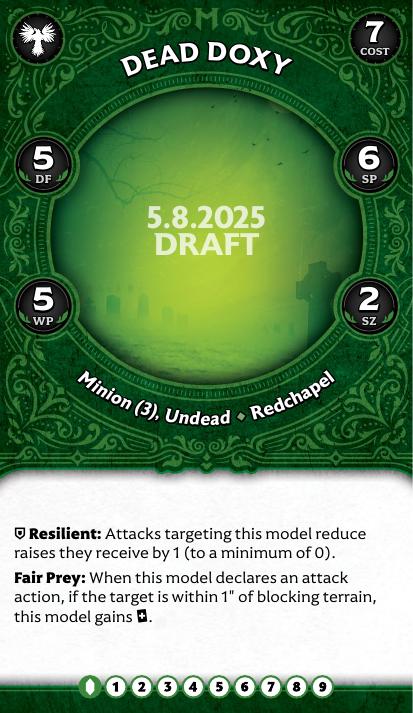 DEAD DOXY
7
COST
5
DF
6
SP
5.8.2025
DRAFT
5
WP
2
SZ
Minion (3), Undead ◆ Redchapel
Resilient: Attacks targeting this model reduce
raises they receive by 1 (to a minimum of 0).
Fair Prey: When this model declares an attack
action, if the target is within 1" of blocking terrain,
this model gains .
1 2 3 4 5 6 7 8 9